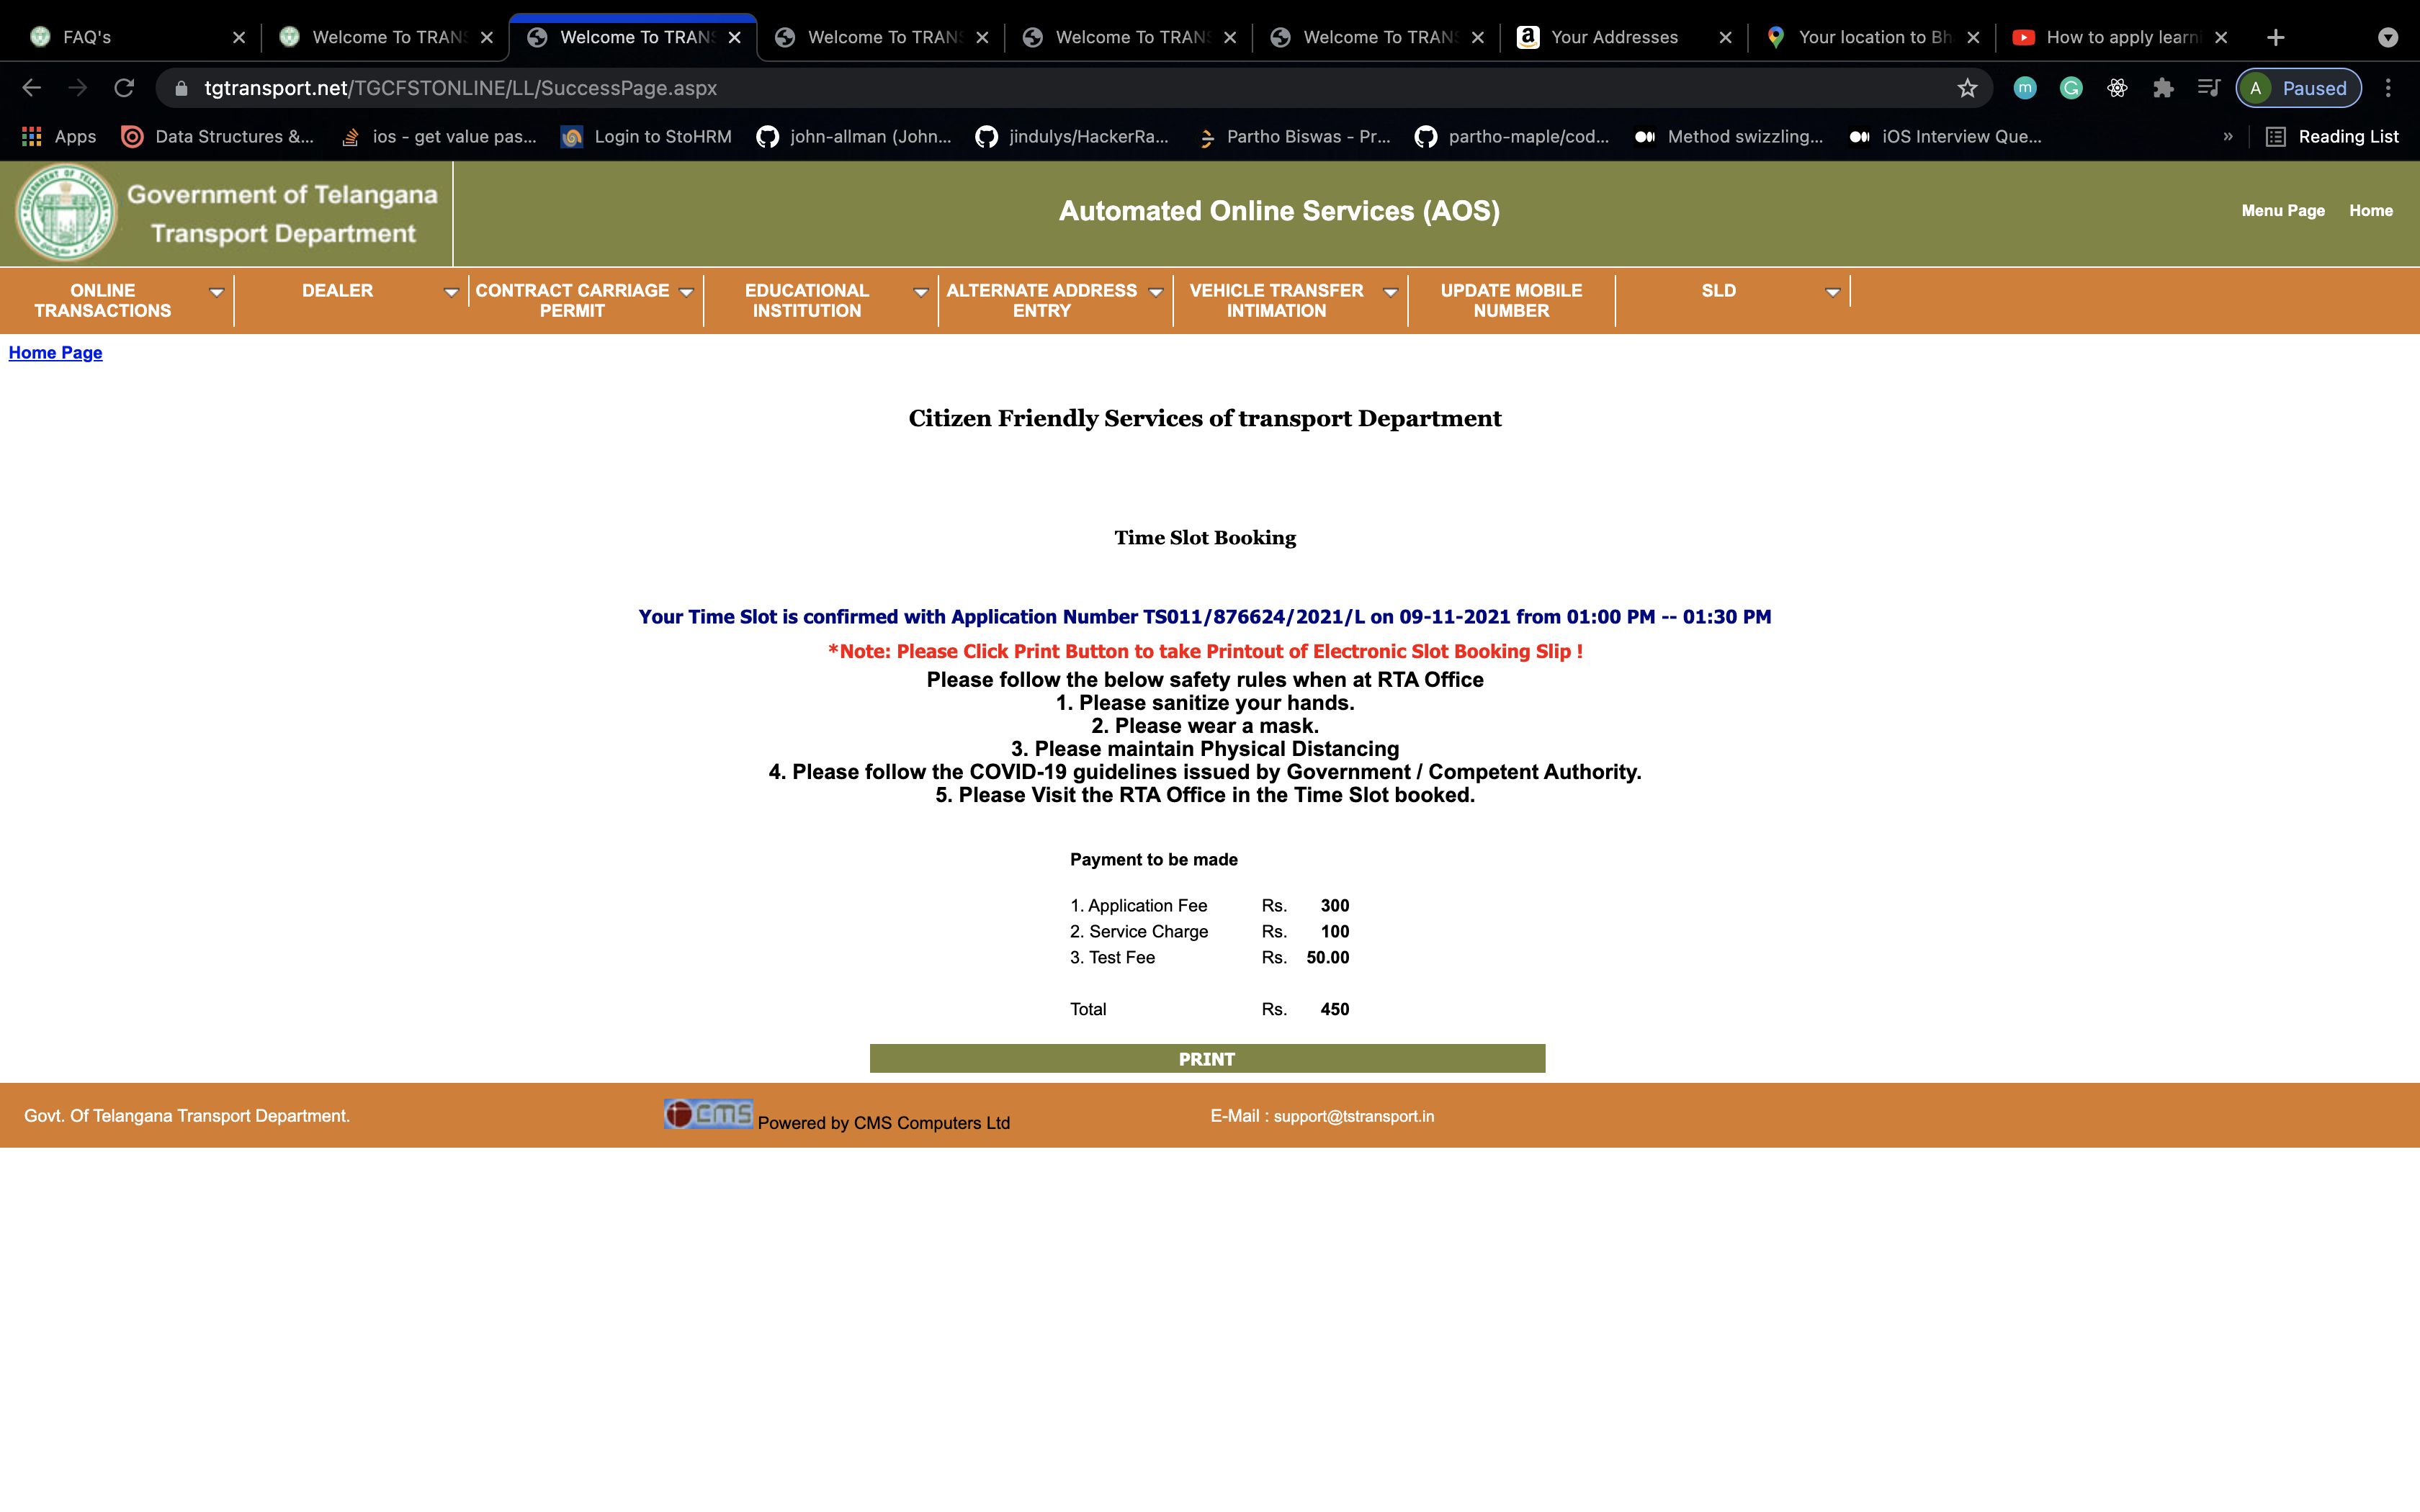 FAQ's
Welcome To TRANS
Welcome To TRANS
Welcome To TRANS
Welcome To TRANS
Welcome To TRANS
Your Addresses
Your location to Bh
How to apply learni
tgtransport.net/TGCFSTONLINE/LL/SuccessPage.aspx
m
G
A
Paused
Apps
Data Structures &...
ios - get value pas...
Login to StoHRM
john-allman (John...
jindulys/HackerRa...
Partho Biswas - Pr...
partho-maple/cod...
Method swizzling...
iOS Interview Que...
»
Reading List
Government of Telangana
Transport Department
Automated Online Services (AOS)
Menu Page
Home
ONLINE
TRANSACTIONS
DEALER
CONTRACT CARRIAGE
PERMIT
EDUCATIONAL
INSTITUTION
ALTERNATE ADDRESS
ENTRY
VEHICLE TRANSFER
INTIMATION
UPDATE MOBILE
NUMBER
SLD
Home Page
Citizen Friendly Services of transport Department
Time Slot Booking
Your Time Slot is confirmed with Application Number TS011/876624/2021/L on 09-11-2021 from 01:00 PM -- 01:30 PM
*Note: Please Click Print Button to take Printout of Electronic Slot Booking Slip !
Please follow the below safety rules when at RTA Office
1. Please sanitize your hands.
2. Please wear a mask.
3. Please maintain Physical Distancing
4. Please follow the COVID-19 guidelines issued by Government / Competent Authority.
5. Please Visit the RTA Office in the Time Slot booked.
Payment to be made
1. Application Fee Rs. 300
2. Service Charge Rs. 100
3. Test Fee Rs. 50.00
Total Rs. 450
PRINT
Govt. Of Telangana Transport Department.
CMS Powered by CMS Computers Ltd
E-Mail : support@tstransport.in